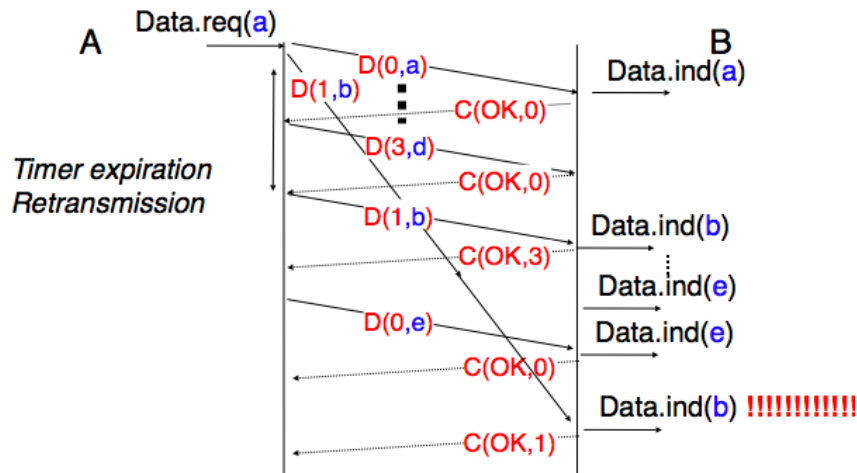 A
Data.req(a)
B
D(0,a)
Data.ind(a)
D(1,b)
C(OK,0)
D(3,d)
Timer expiration
Retransmission
C(OK,0)
D(1,b)
Data.ind(b)
C(OK,3)
Data.ind(e)
D(0,e)
Data.ind(e)
C(OK,0)
Data.ind(b) !!!!!!!!!!!!!
C(OK,1)